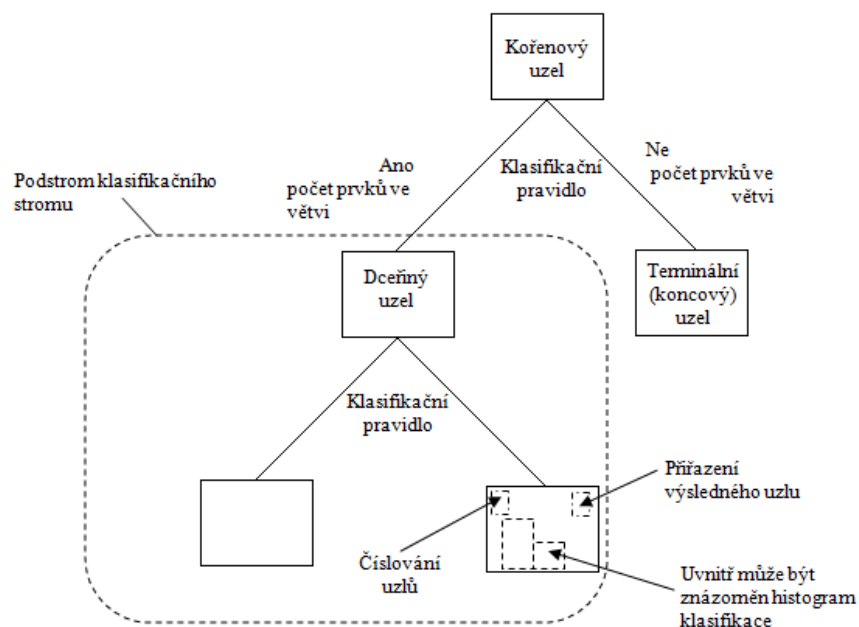 Kořenový
uzel
Ano
počet prvků ve
větvi
Klasifikační
pravidlo
Ne
počet prvků ve
větvi
Podstrom klasifikačního
stromu
Dceřiný
uzel
Terminální
(koncový)
uzel
Klasifikační
pravidlo
Přiřazení
výsledného uzlu
Číslování
uzlů
Uvnitř může být
znázorněn histogram
klasifikace